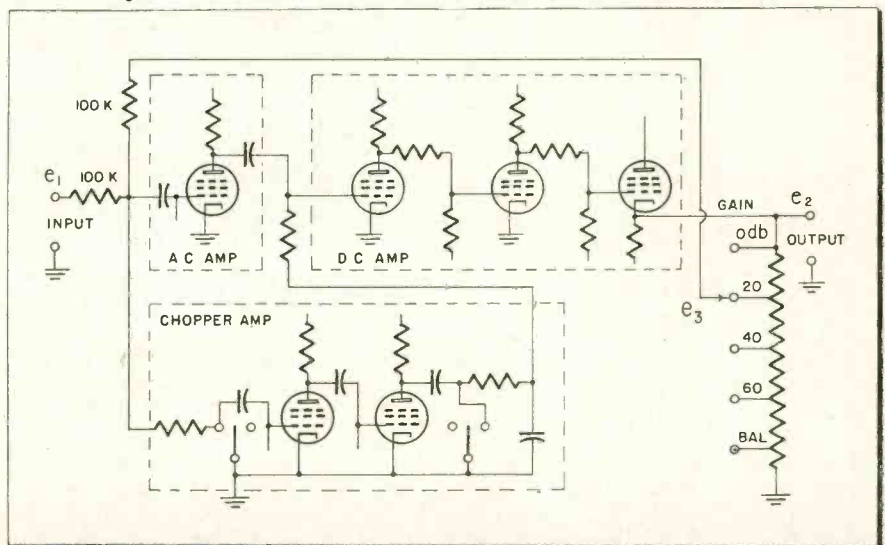 100 K
e1
100 K
INPUT
A C AMP
D C AMP
GAIN
e2
odb
OUTPUT
20
e3
40
60
BAL
CHOPPER AMP